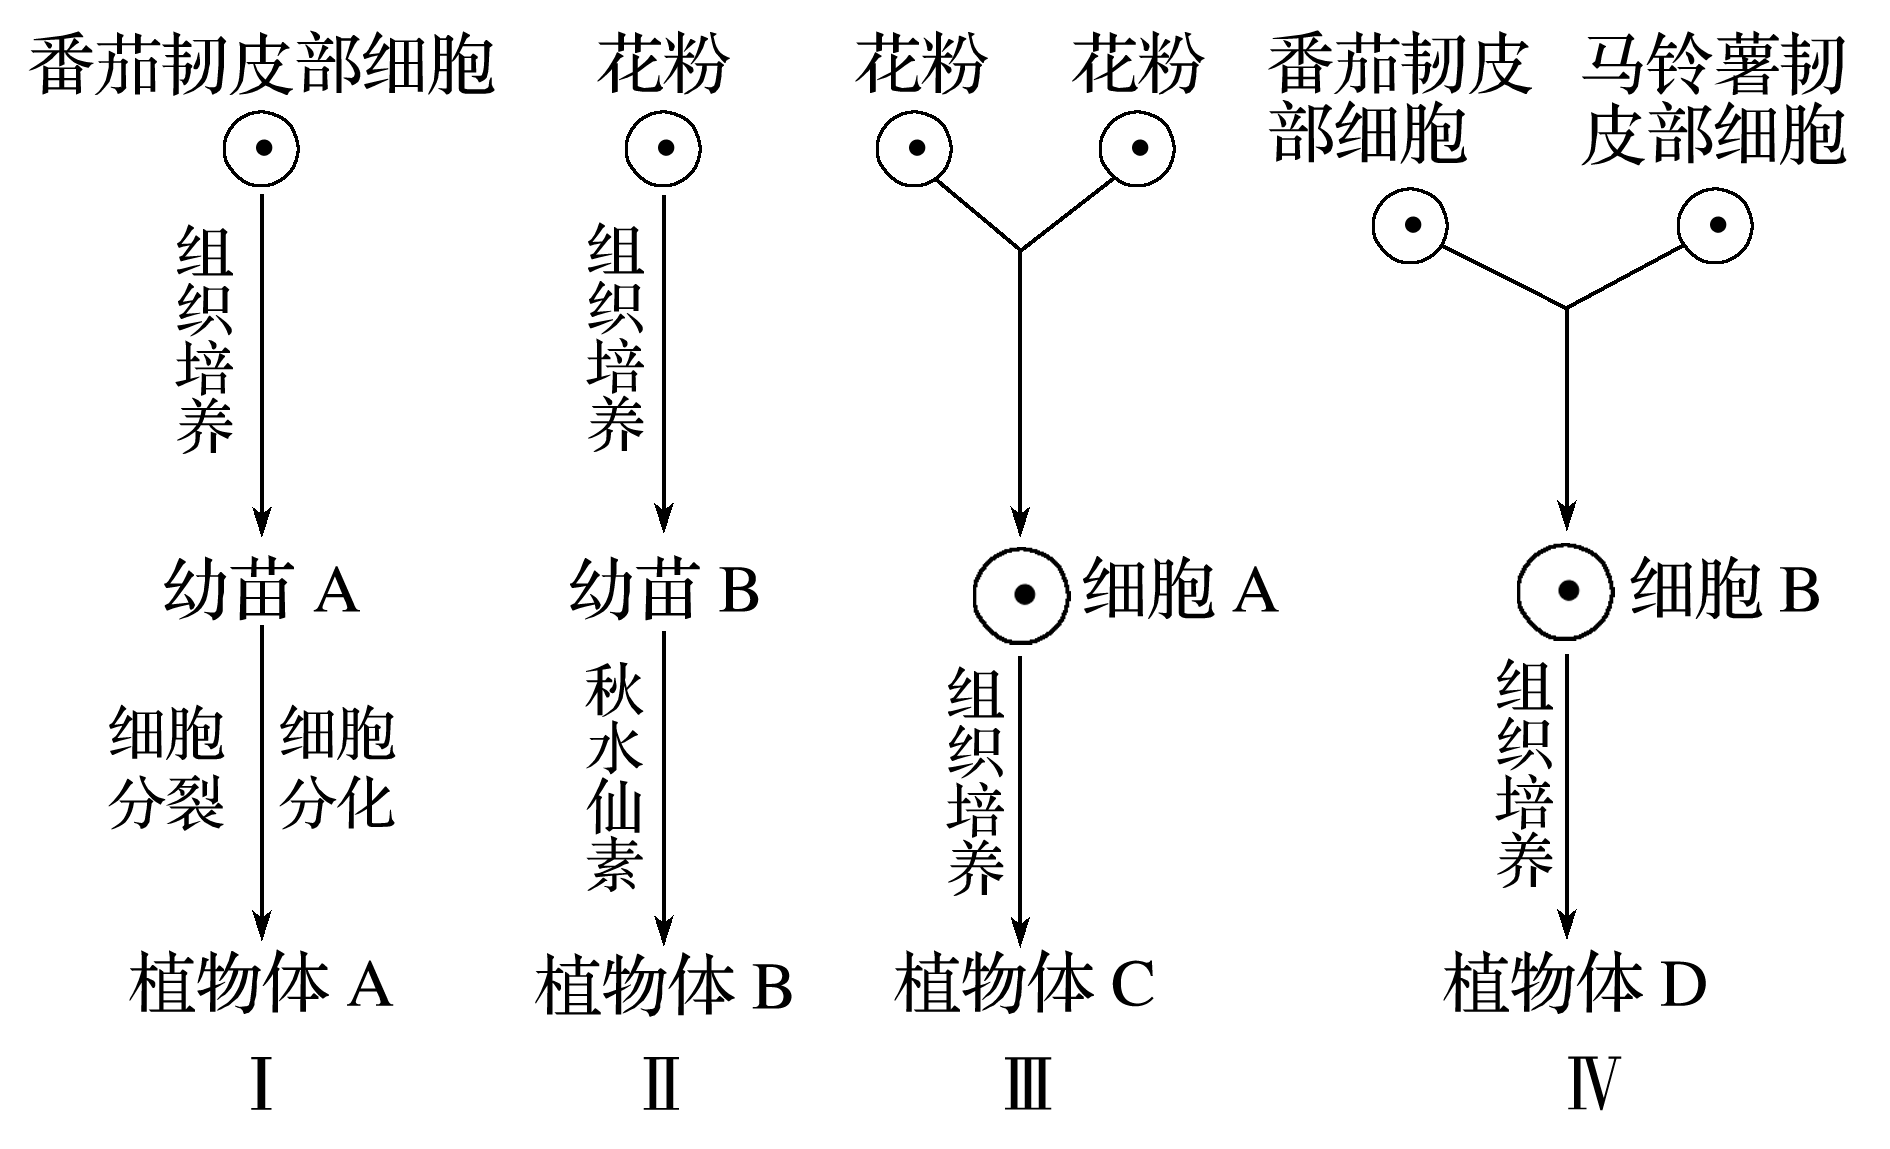 番茄韧皮部细胞
组织培养
幼苗 A
细胞分裂
细胞分化
植物体 A
Ⅰ
花粉
组织培养
幼苗 B
秋水仙素
植物体 B
Ⅱ
花粉
花粉
细胞 A
组织培养
植物体 C
Ⅲ
番茄韧皮
部细胞
马铃薯韧
皮部细胞
细胞 B
组织培养
植物体 D
Ⅳ